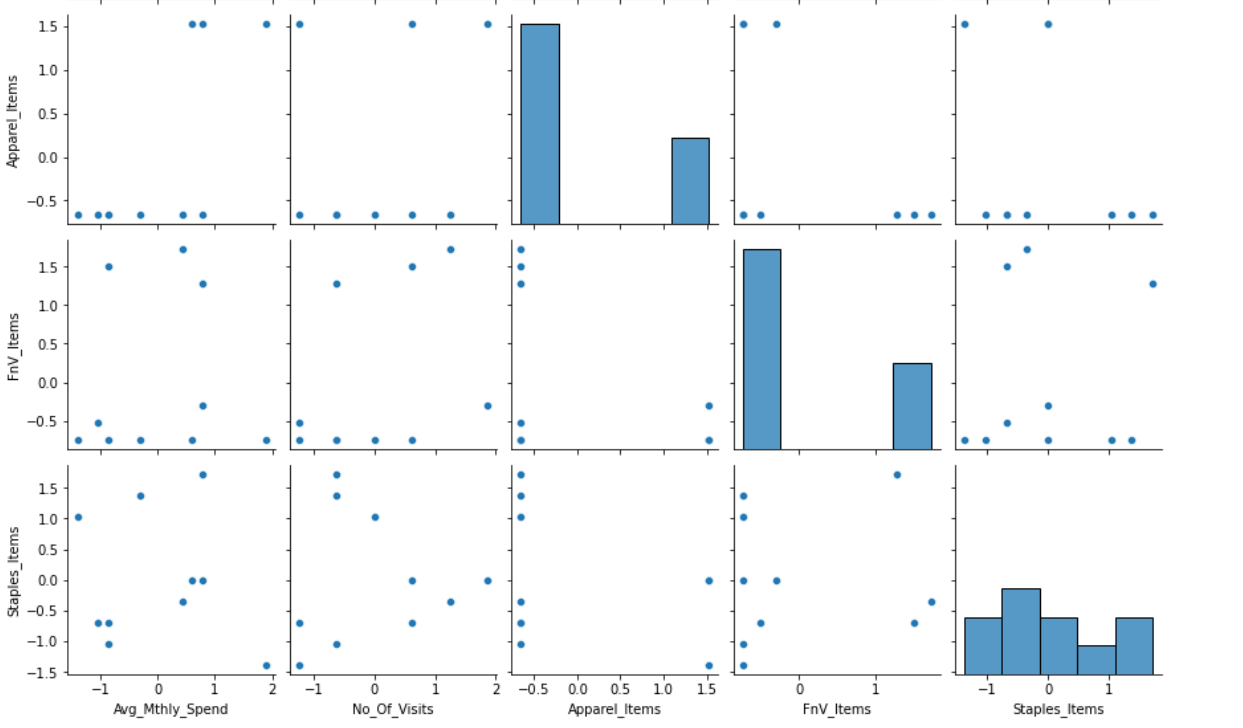 1.5
1.0
0.5
0.0
−0.5
Apparel_Items
1.5
1.0
0.5
0.0
−0.5
FnV_Items
1.5
1.0
0.5
0.0
−0.5
−1.0
−1.5
Staples_Items
−1 0 1 2
Avg_Mthly_Spend
−1 0 1 2
No_Of_Visits
−0.5 0.0 0.5 1.0 1.5
Apparel_Items
0 1
FnV_Items
−1 0 1
Staples_Items